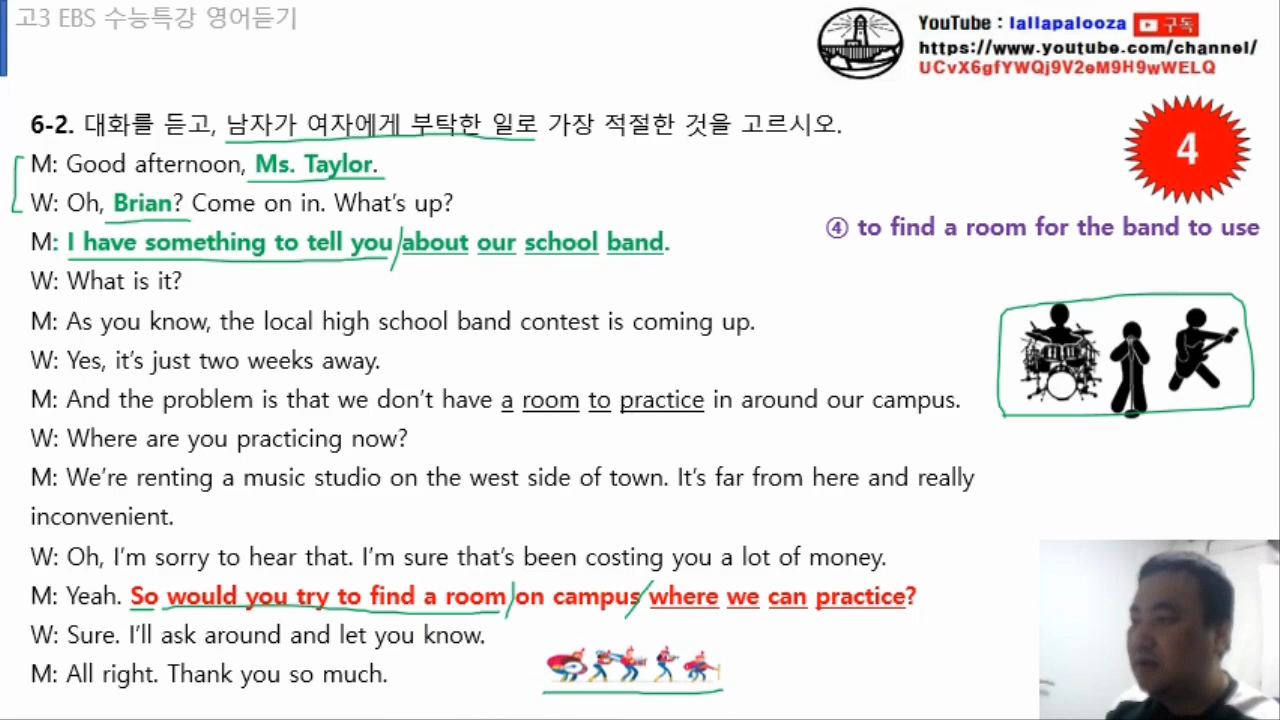 고3 EBS 수능특강 영어듣기
YouTube : lallapalooza 구독
https://www.youtube.com/channel/
UCvX6gfYWQj9V2eM9H9wWELQ
6-2. 대화를 듣고, 남자가 여자에게 부탁한 일로 가장 적절한 것을 고르시오.
4
M: Good afternoon, Ms. Taylor.
W: Oh, Brian? Come on in. What's up?
④ to find a room for the band to use
M: I have something to tell you about our school band.
W: What is it?
M: As you know, the local high school band contest is coming up.
W: Yes, it's just two weeks away.
M: And the problem is that we don't have a room to practice in around our campus.
W: Where are you practicing now?
M: We're renting a music studio on the west side of town. It's far from here and really
inconvenient.
W: Oh, I'm sorry to hear that. I'm sure that's been costing you a lot of money.
M: Yeah. So would you try to find a room on campus where we can practice?
W: Sure. I'll ask around and let you know.
M: All right. Thank you so much.